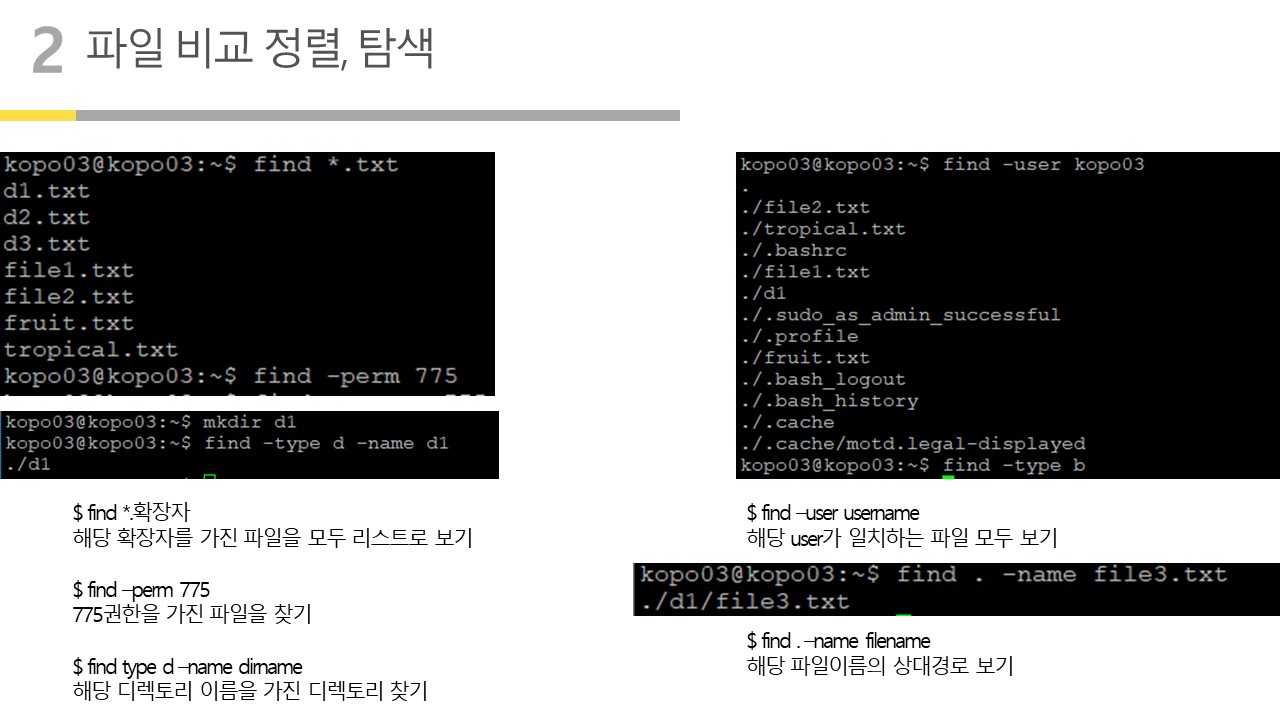 2 파일 비교 정렬, 탐색
kopo03@kopo03:~$ find *.txt
d1.txt
d2.txt
d3.txt
file1.txt
file2.txt
fruit.txt
tropical.txt
kopo03@kopo03:~$ find -perm 775
kopo03@kopo03:~$ mkdir d1
kopo03@kopo03:~$ find -type d -name d1
./d1
$ find *.확장자
해당 확장자를 가진 파일을 모두 리스트로 보기
$ find –perm 775
775권한을 가진 파일을 찾기
$ find type d –name dirname
해당 디렉토리 이름을 가진 디렉토리 찾기
kopo03@kopo03:~$ find -user kopo03
.
./file2.txt
./tropical.txt
./.bashrc
./file1.txt
./d1
./.sudo_as_admin_successful
./.profile
./fruit.txt
./.bash_logout
./.bash_history
./.cache
./.cache/motd.legal-displayed
kopo03@kopo03:~$ find -type b
$ find –user username
해당 user가 일치하는 파일 모두 보기
kopo03@kopo03:~$ find . -name file3.txt
./d1/file3.txt
$ find . –name filename
해당 파일이름의 상대경로 보기